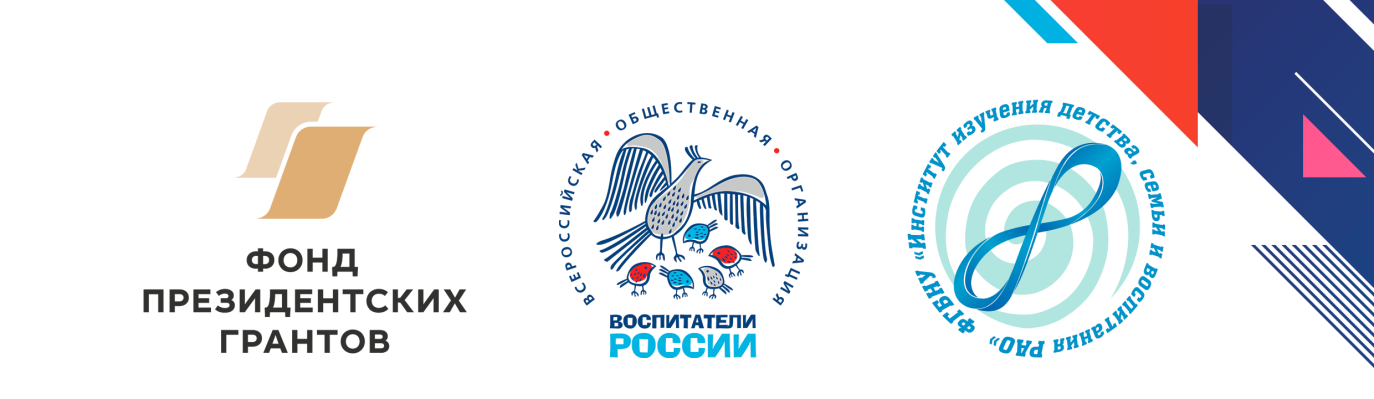 ФОНД
ПРЕЗИДЕНТСКИХ
ГРАНТОВ
ВСЕРОССИЙСКАЯ • ОБЩЕСТВЕННАЯ • ОРГАНИЗАЦИЯ
ВОСПИТАТЕЛИ
РОССИИ
ФГБНУ «Институт изучения детства, семьи и воспитания РАО»